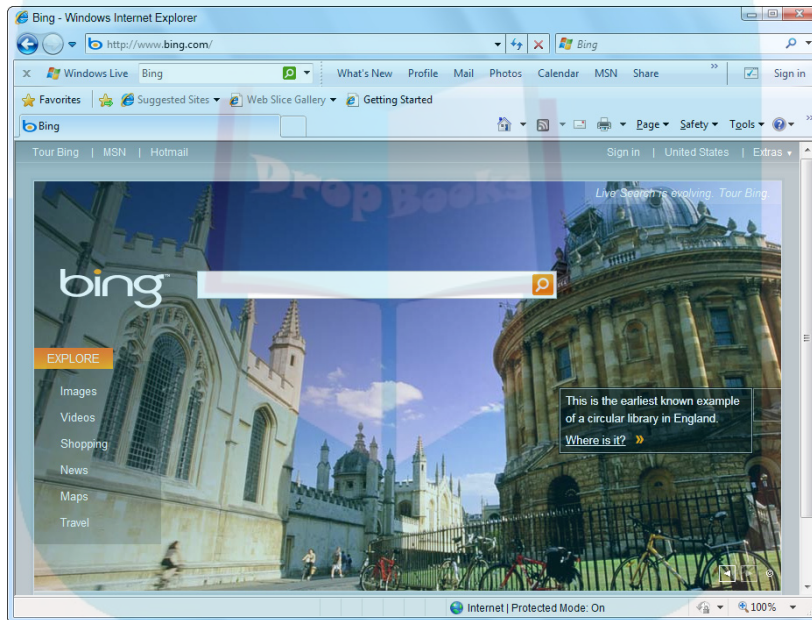 Bing - Windows Internet Explorer
http://www.bing.com/
Bing
Windows Live Bing What's New Profile Mail Photos Calendar MSN Share » Sign in
Favorites Suggested Sites Web Slice Gallery Getting Started
Bing Page Safety Tools »
Tour Bing | MSN | Hotmail Sign in | United States | Extras
Drop Books
Live Search is evolving. Tour Bing.
bing™
EXPLORE
Images
Videos
Shopping
News
Maps
Travel
This is the earliest known example
of a circular library in England.
Where is it? »
©
Internet | Protected Mode: On 100%